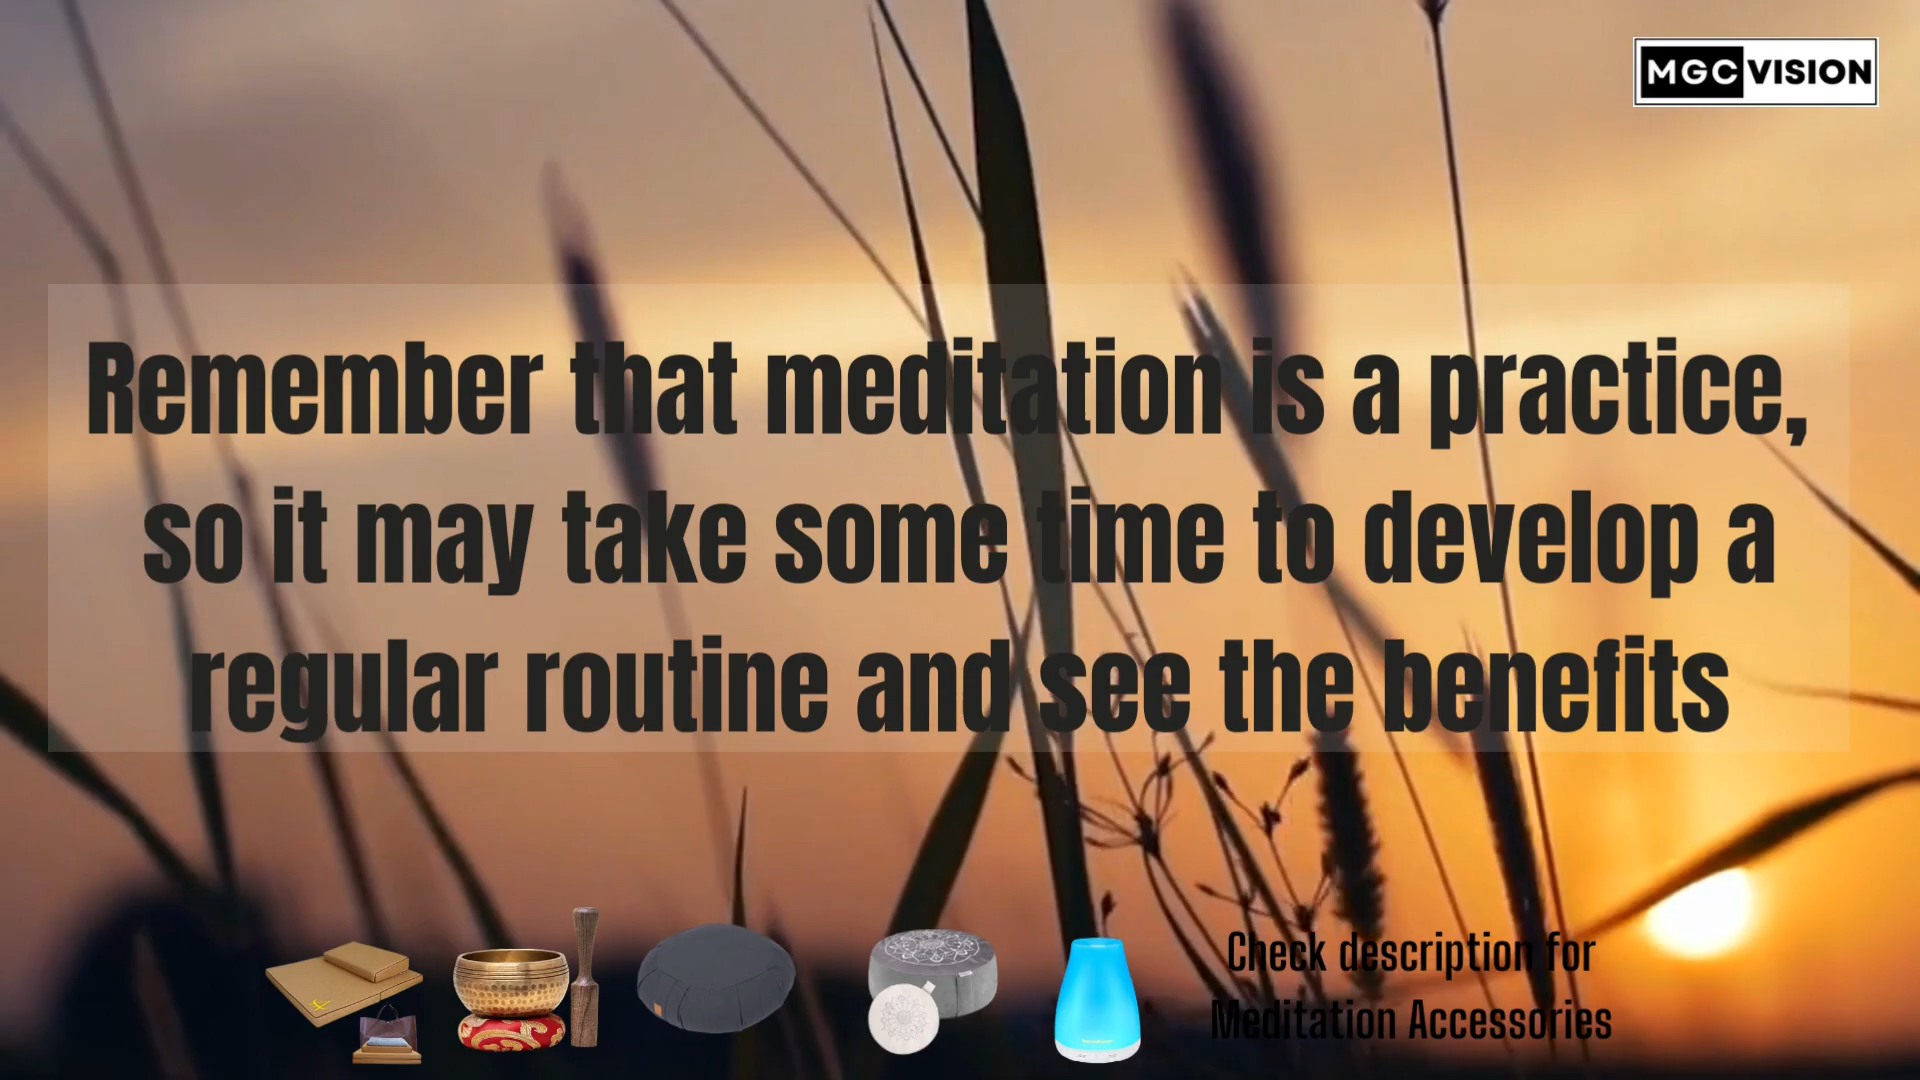 MGC VISION
Remember that meditation is a practice,
so it may take some time to develop a
regular routine and see the benefits
Check description for
Meditation Accessories